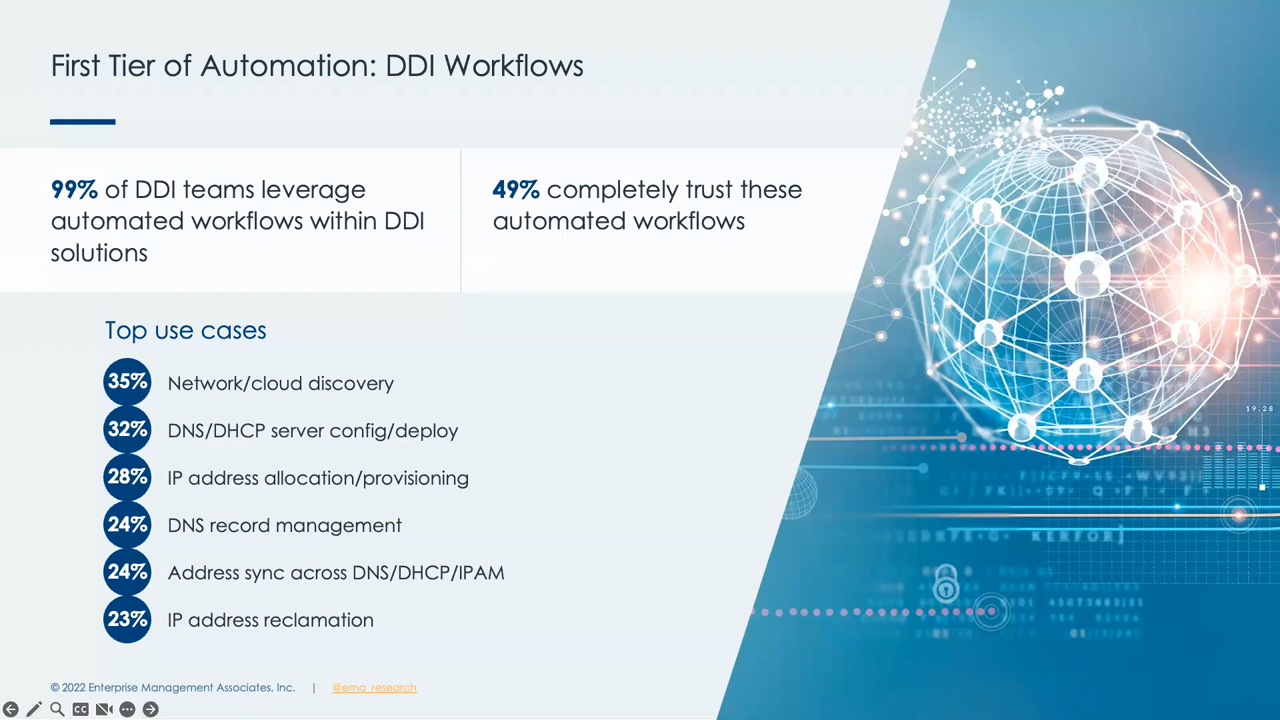 First Tier of Automation: DDI Workflows
99% of DDI teams leverage
automated workflows within DDI
solutions
49% completely trust these
automated workflows
Top use cases
35% Network/cloud discovery
32% DNS/DHCP server config/deploy
28% IP address allocation/provisioning
24% DNS record management
24% Address sync across DNS/DHCP/IPAM
23% IP address reclamation
19.28
© 2022 Enterprise Management Associates, Inc. | @ema_research
CC